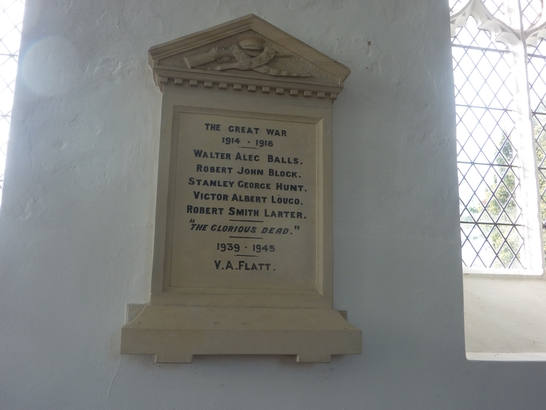 THE GREAT WAR
1914 · 1918
WALTER ALEC BALLS.
ROBERT JOHN BLOCK.
STANLEY GEORGE HUNT.
VICTOR ALBERT LOUGO.
ROBERT SMITH LARTER.
"THE GLORIOUS DEAD."
1939 · 1945
V.A. FLATT.